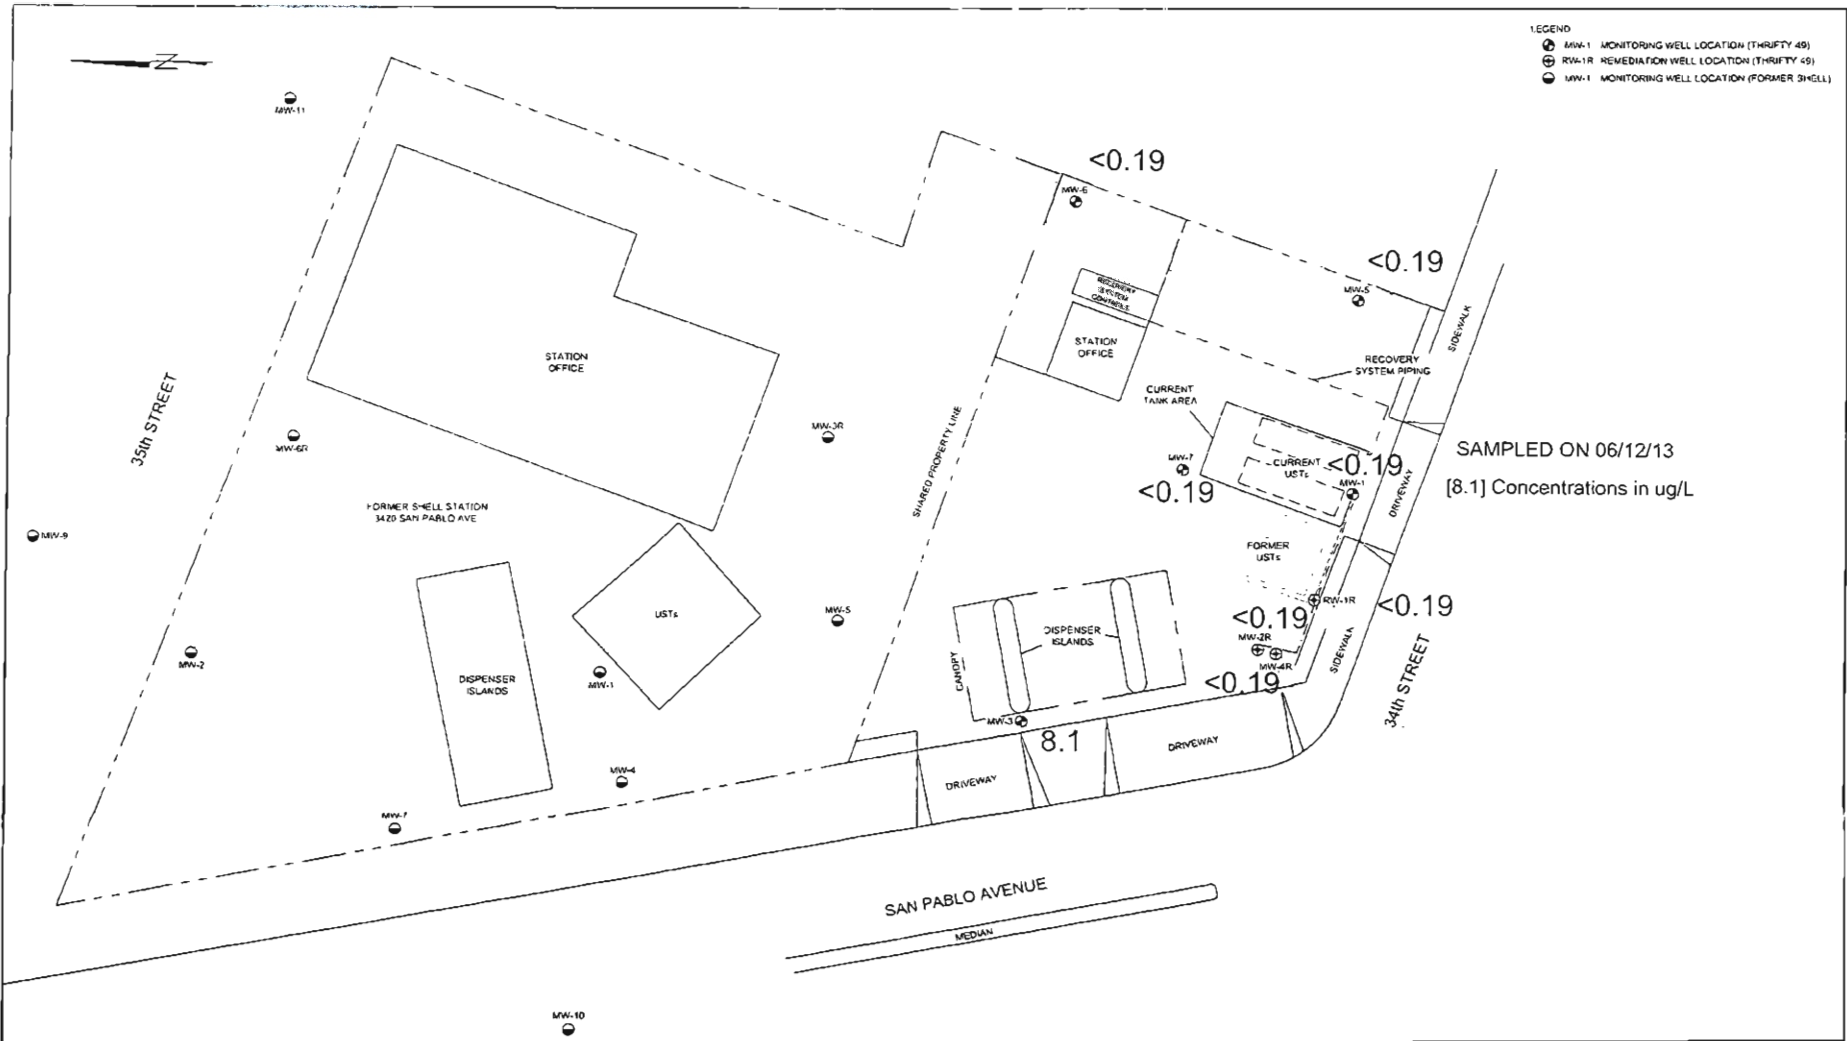 LEGEND
MW-1 MONITORING WELL LOCATION (THRIFTY 49)
RW-1R REMEDIATION WELL LOCATION (THRIFTY 49)
MW-1 MONITORING WELL LOCATION (FORMER SHELL)
Z
MW-11
<0.19
MW-6
<0.19
MW-5
RECOVERY
SYSTEM
CONTROLS
STATION
OFFICE
SIDEWALK
STATION
OFFICE
RECOVERY
SYSTEM PIPING
CURRENT
TANK AREA
35th STREET
MW-6R
MW-3R
SHARED PROPERTY LINE
SAMPLED ON 06/12/13
[8.1] Concentrations in ug/L
MW-7
<0.19
CURRENT
USTs
<0.19
MW-1
DRIVEWAY
FORMER SHELL STATION
3420 SAN PABLO AVE
MW-9
FORMER
USTs
RW-1R
<0.19
<0.19
MW-2R
MW-4R
<0.19
SIDEWALK
34th STREET
MW-5
USTs
DISPENSER
ISLANDS
CANOPY
MW-2
DISPENSER
ISLANDS
MW-1
MW-3
8.1
DRIVEWAY
DRIVEWAY
MW-4
MW-7
SAN PABLO AVENUE
MEDIAN
MW-10